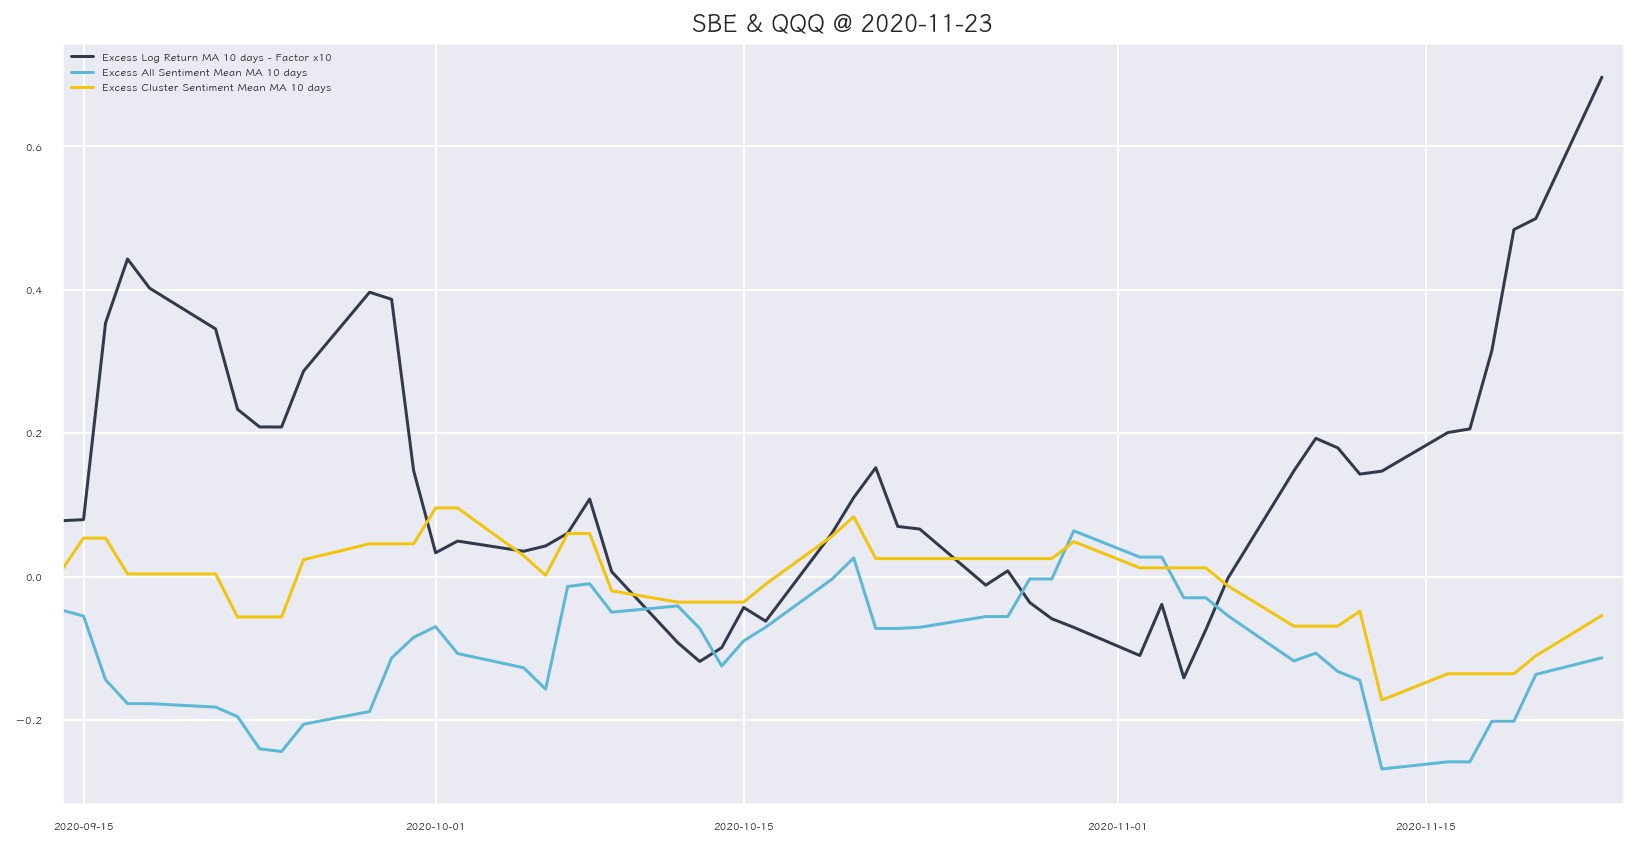 SBE & QQQ @ 2020-11-23
Excess Log Return MA 10 days - Factor x10
Excess All Sentiment Mean MA 10 days
Excess Cluster Sentiment Mean MA 10 days
0.6
0.4
0.2
0.0
−0.2
2020-09-15 2020-10-01 2020-10-15 2020-11-01 2020-11-15